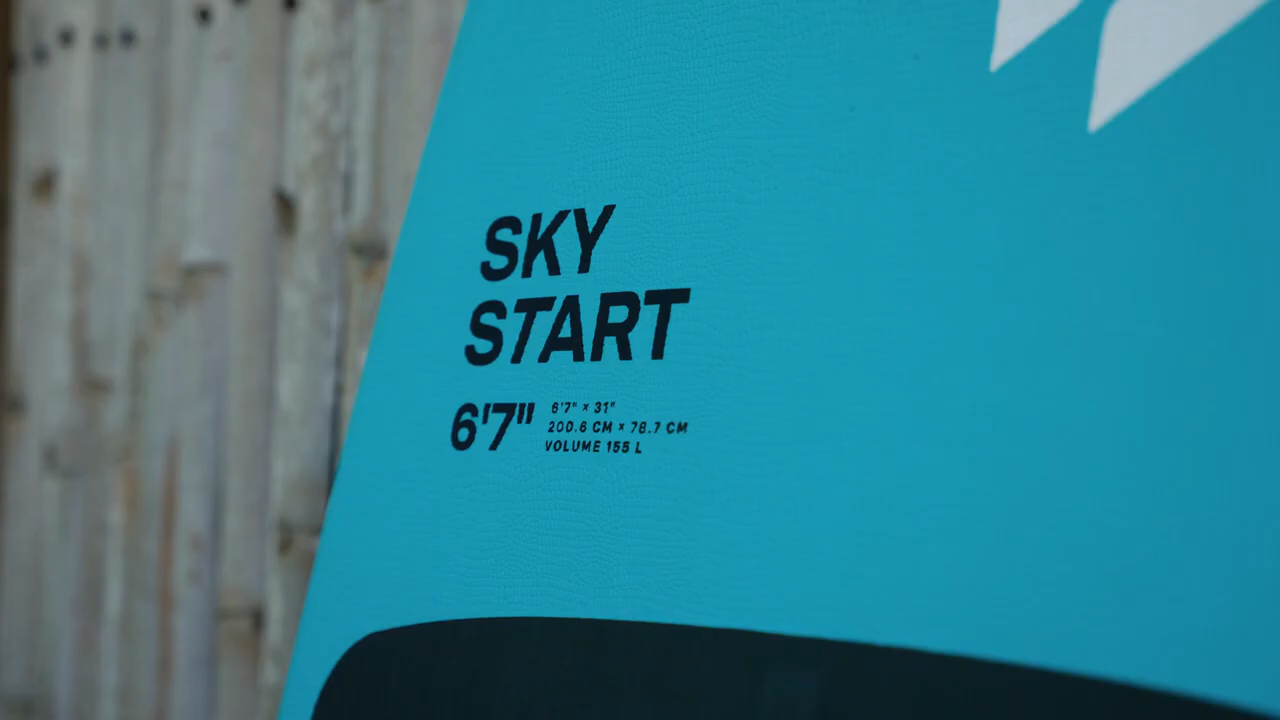 SKY
START
6'7"
6'7" × 31"
200.6 CM × 78.7 CM
VOLUME 155 L